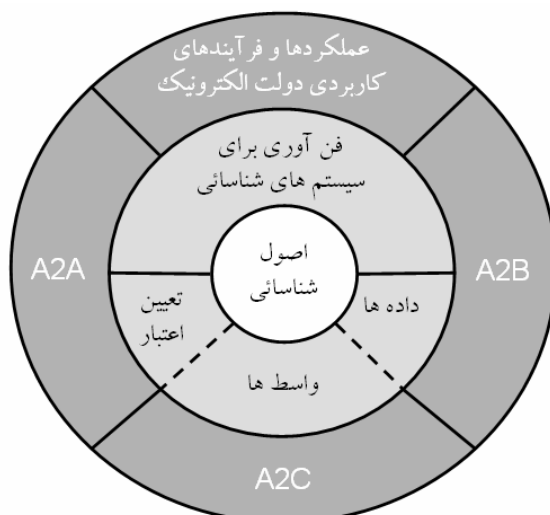 عملکردها و فرآیندهای
کاربردی دولت الکترونیک
فن آوری برای
سیستم های شناسائی
اصول
شناسائی
A2A
A2B
تعیین
اعتبار
داده ها
واسط ها
A2C